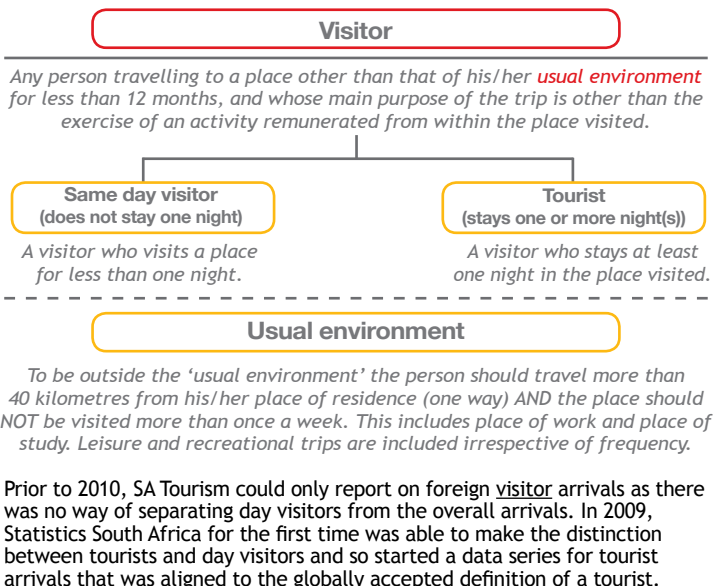 Visitor
Any person travelling to a place other than that of his/her usual environment
for less than 12 months, and whose main purpose of the trip is other than the
exercise of an activity remunerated from within the place visited.
Same day visitor
(does not stay one night)
A visitor who visits a place
for less than one night.
Tourist
(stays one or more night(s))
A visitor who stays at least
one night in the place visited.
Usual environment
To be outside the ‘usual environment’ the person should travel more than
40 kilometres from his/her place of residence (one way) AND the place should
NOT be visited more than once a week. This includes place of work and place of
study. Leisure and recreational trips are included irrespective of frequency.
Prior to 2010, SA Tourism could only report on foreign visitor arrivals as there
was no way of separating day visitors from the overall arrivals. In 2009,
Statistics South Africa for the first time was able to make the distinction
between tourists and day visitors and so started a data series for tourist
arrivals that was aligned to the globally accepted definition of a tourist.